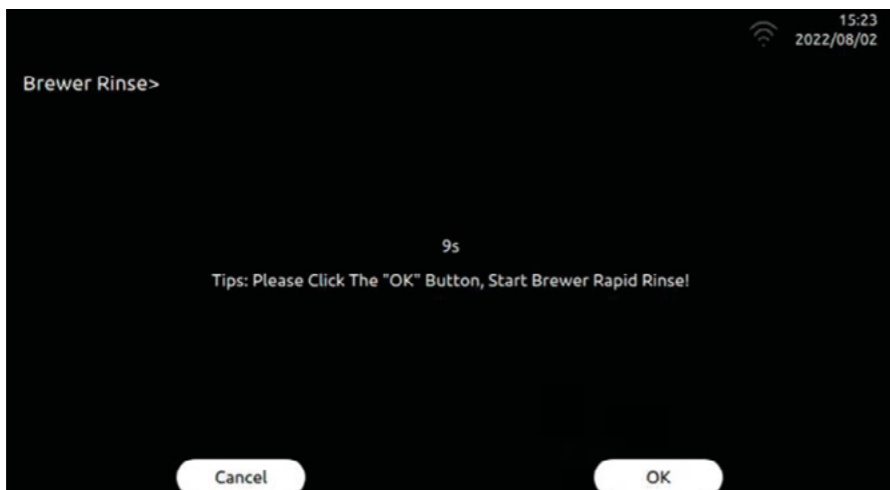 15:23
2022/08/02
Brewer Rinse>
9s
Tips: Please Click The "OK" Button, Start Brewer Rapid Rinse!
Cancel
OK